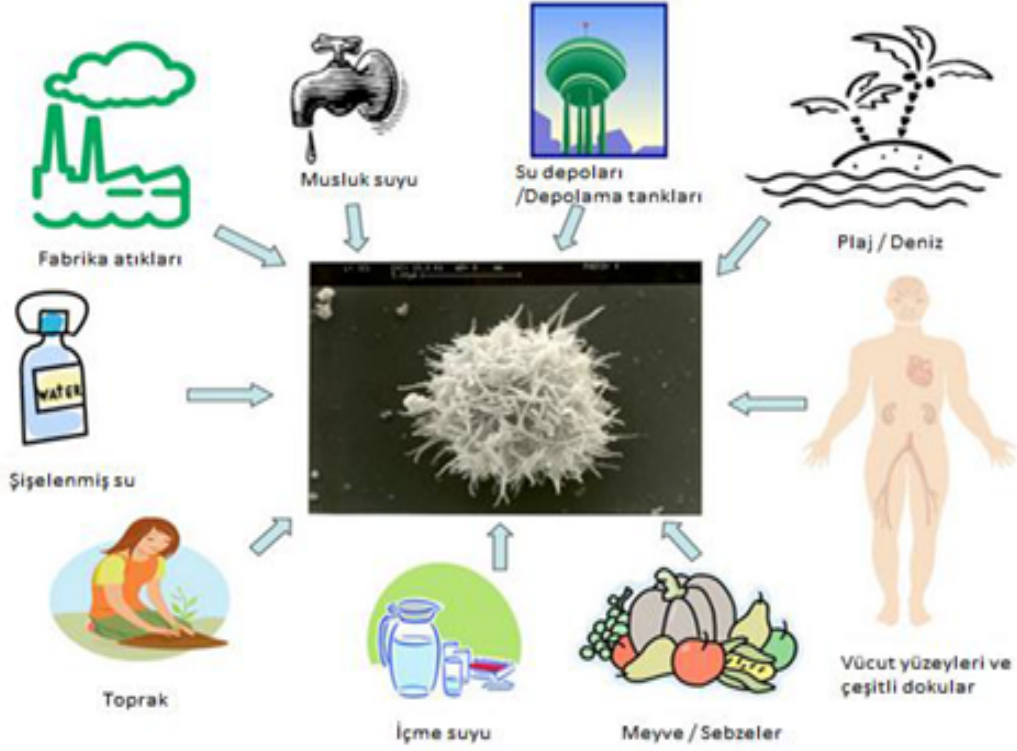 Musluk suyu
Su depoları
/Depolama tankları
Plaj / Deniz
Fabrika atıkları
WATER
Şişelenmiş su
Toprak
İçme suyu
Meyve / Sebzeler
Vücut yüzeyleri ve
çeşitli dokular